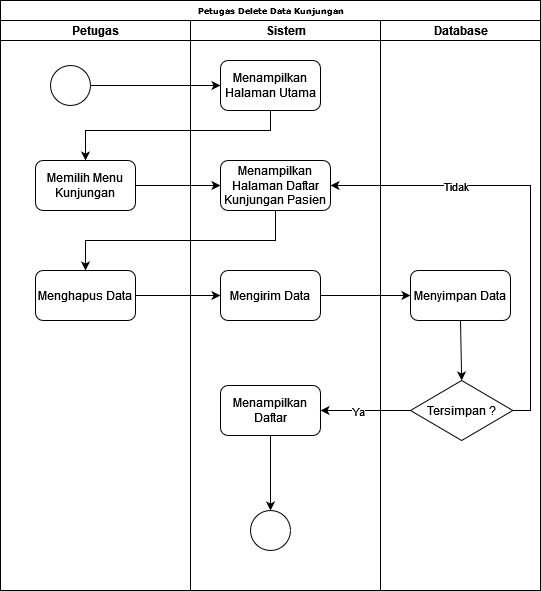 Petugas Delete Data Kunjungan
Petugas
Sistem
Database
Menampilkan
Halaman Utama
Memilih Menu
Kunjungan
Menampilkan
Halaman Daftar
Kunjungan Pasien
Tidak
Menghapus Data
Mengirim Data
Menyimpan Data
Menampilkan
Daftar
Ya
Tersimpan ?